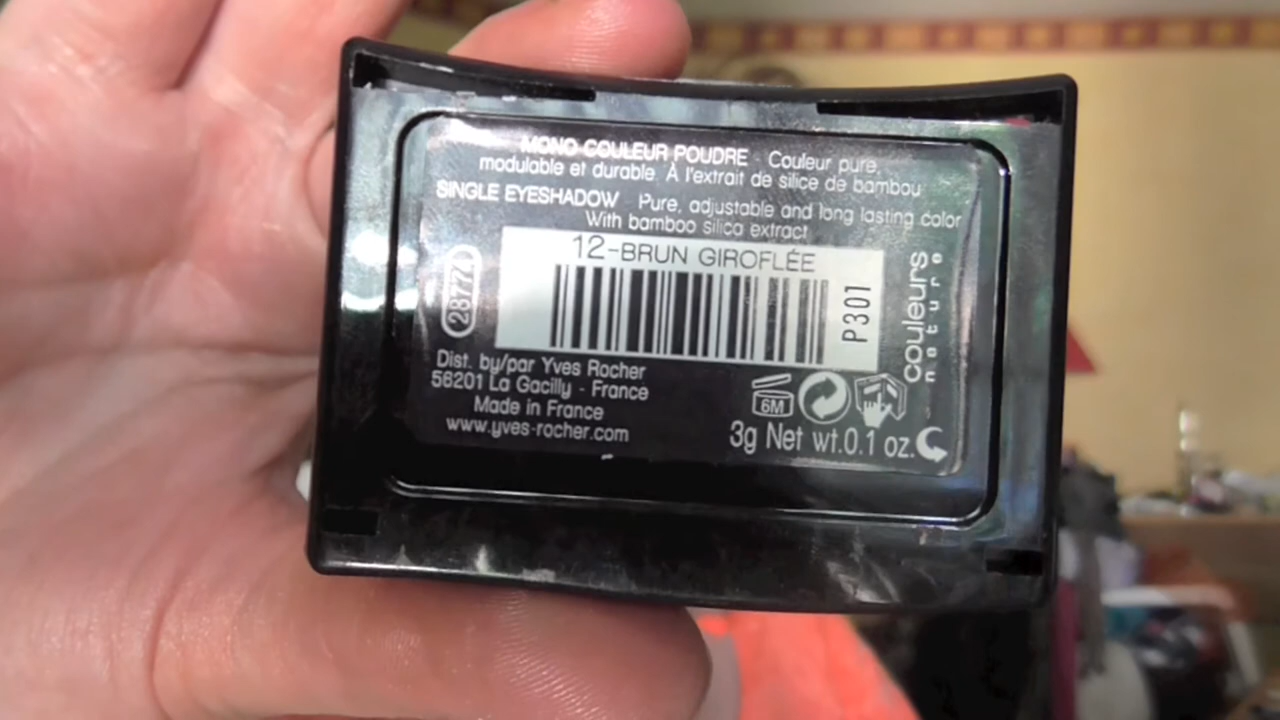 MONO COULEUR POUDRE - Couleur pure,
modulable et durable. À l'extrait de silice de bambou
SINGLE EYESHADOW Pure, adjustable and long lasting color
With bamboo silica extract
12-BRUN GIROFLÉE
P301
couleurs
nature
Dist. by/par Yves Rocher
56201 La Gacilly - France
Made in France
www.yves-rocher.com
6M
3g Net wt.0.1 oz.